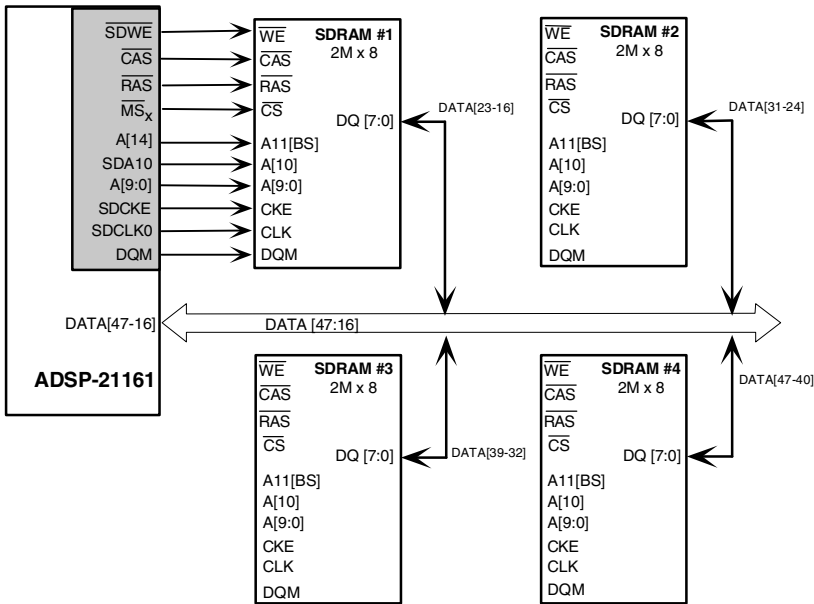 SDWE
CAS
RAS
MSx
A[14]
SDA10
A[9:0]
SDCKE
SDCLK0
DQM
DATA[47-16]
ADSP-21161
WE SDRAM #1
CAS 2M x 8
RAS
CS
DQ [7:0]
A11[BS]
A[10]
A[9:0]
CKE
CLK
DQM
DATA[23-16]
WE SDRAM #2
CAS 2M x 8
RAS
CS
DQ [7:0]
A11[BS]
A[10]
A[9:0]
CKE
CLK
DQM
DATA[31-24]
DATA [47:16]
WE SDRAM #3
CAS 2M x 8
RAS
CS
DQ [7:0]
A11[BS]
A[10]
A[9:0]
CKE
CLK
DQM
DATA[39-32]
WE SDRAM #4
CAS 2M x 8
RAS
CS
DQ [7:0]
A11[BS]
A[10]
A[9:0]
CKE
CLK
DQM
DATA[47-40]